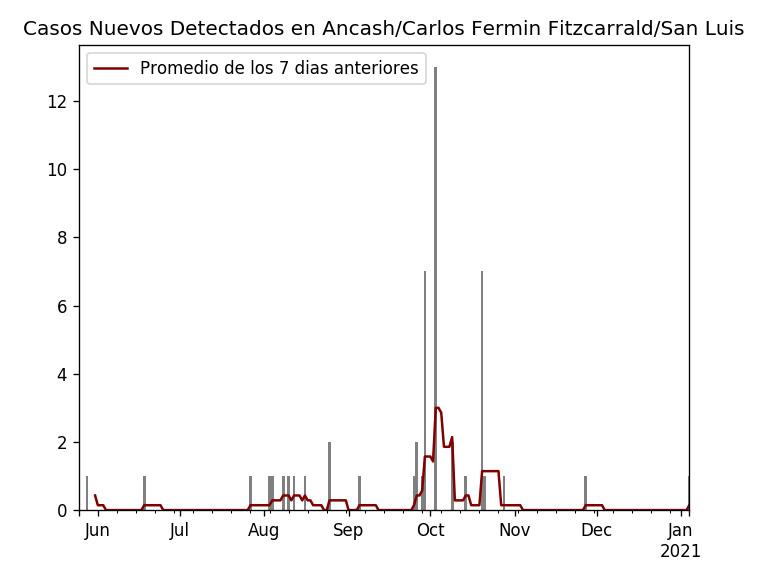 Casos Nuevos Detectados en Ancash/Carlos Fermin Fitzcarrald/San Luis
Promedio de los 7 dias anteriores
12
10
8
6
4
2
0
Jun Jul Aug Sep Oct Nov Dec Jan
2021